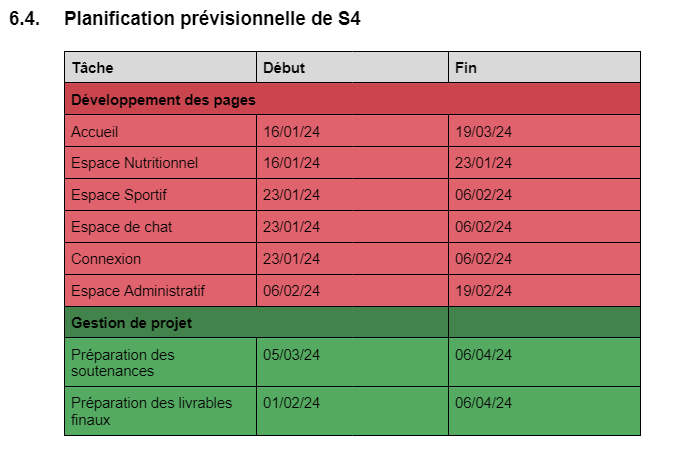 6.4. Planification prévisionnelle de S4
Tâche Début Fin
Développement des pages
Accueil 16/01/24 19/03/24
Espace Nutritionnel 16/01/24 23/01/24
Espace Sportif 23/01/24 06/02/24
Espace de chat 23/01/24 06/02/24
Connexion 23/01/24 06/02/24
Espace Administratif 06/02/24 19/02/24
Gestion de projet
Préparation des 05/03/24 06/04/24
soutenances
Préparation des livrables 01/02/24 06/04/24
finaux